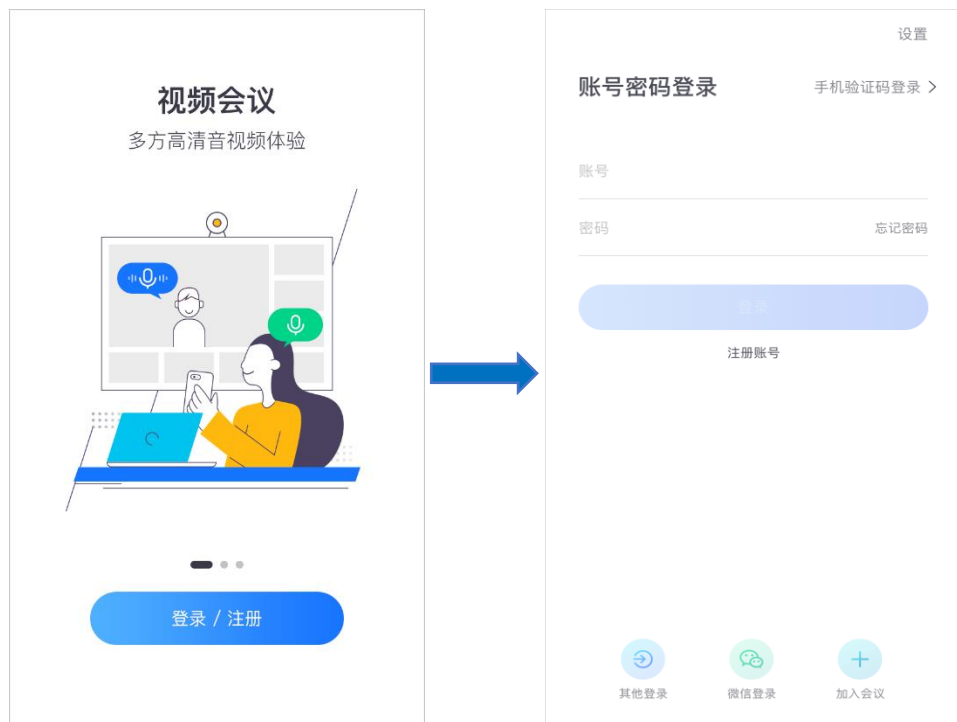 视频会议
多方高清音视频体验
登录 / 注册
设置
账号密码登录
手机验证码登录
账号
密码
忘记密码
登录
注册账号
其他登录
微信登录
加入会议